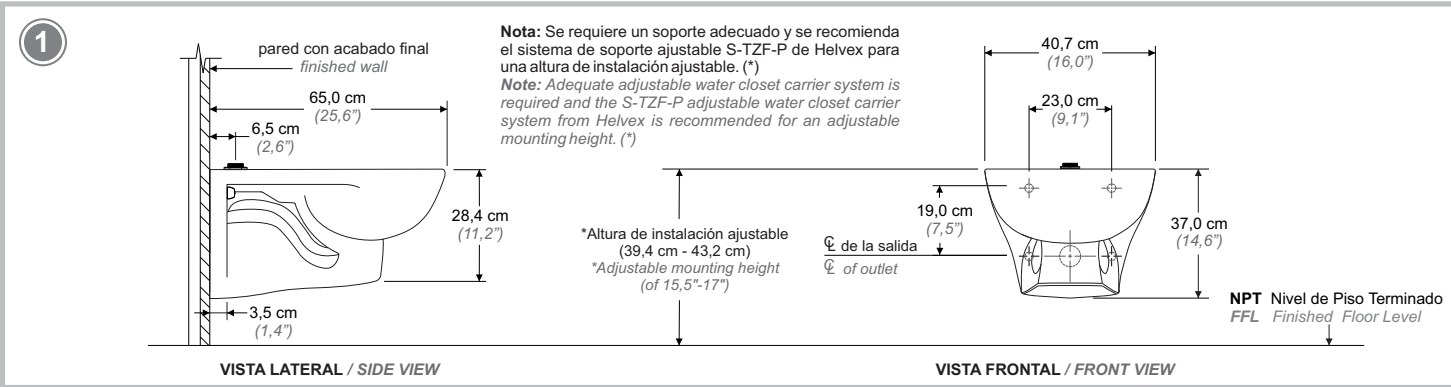 1
pared con acabado final
finished wall
65,0 cm
(25,6”)
6,5 cm
(2,6”)
28,4 cm
(11,2”)
3,5 cm
(1,4”)
VISTA LATERAL / SIDE VIEW
Nota: Se requiere un soporte adecuado y se recomienda
el sistema de soporte ajustable S-TZF-P de Helvex para
una altura de instalación ajustable. (*)
Note: Adequate adjustable water closet carrier system is
required and the S-TZF-P adjustable water closet carrier
system from Helvex is recommended for an adjustable
mounting height. (*)
*Altura de instalación ajustable
(39,4 cm - 43,2 cm)
*Adjustable mounting height
(of 15,5"-17")
40,7 cm
(16,0”)
23,0 cm
(9,1”)
19,0 cm
(7,5”)
℄ de la salida
℄ of outlet
37,0 cm
(14,6”)
NPT Nivel de Piso Terminado
FFL Finished Floor Level
VISTA FRONTAL / FRONT VIEW